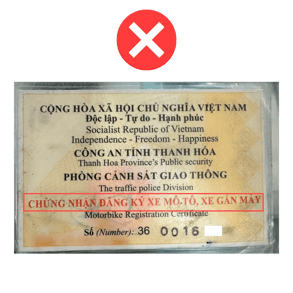 CỘNG HÒA XÃ HỘI CHỦ NGHĨA VIỆT NAM
Độc lập - Tự do - Hạnh phúc
Socialist Republic of Vietnam
Independence - Freedom - Happiness
CÔNG AN TỈNH THANH HÓA
Thanh Hoa Province's Public security
PHÒNG CẢNH SÁT GIAO THÔNG
The traffic police Division
CHỨNG NHẬN ĐĂNG KÝ XE MÔ TÔ, XE GẮN MÁY
Motorbike Registration Certificate
Số (Number): 36 0016